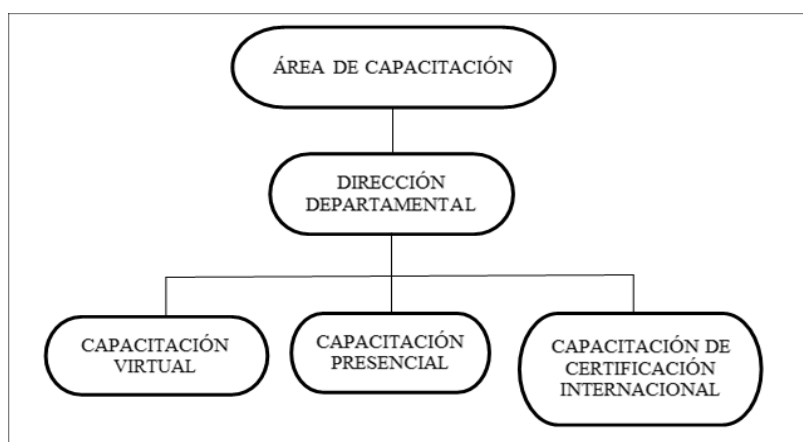 ÁREA DE CAPACITACIÓN
DIRECCIÓN
DEPARTAMENTAL
CAPACITACIÓN
VIRTUAL
CAPACITACIÓN
PRESENCIAL
CAPACITACIÓN DE
CERTIFICACIÓN
INTERNACIONAL